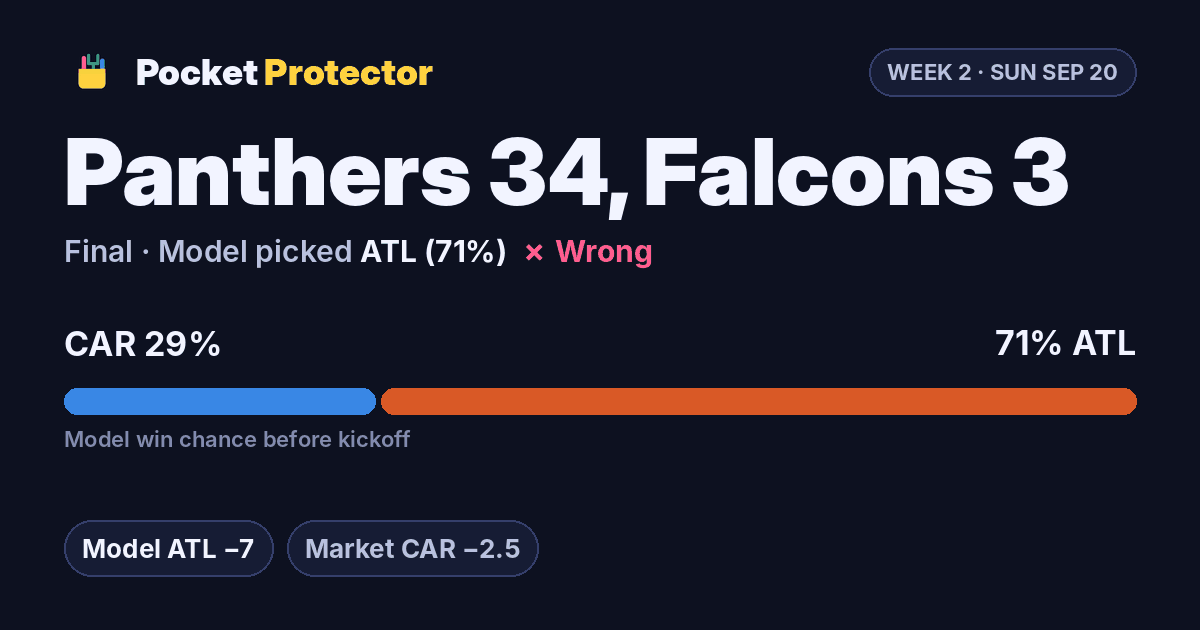 Pocket Protector
WEEK 2 · SUN SEP 20
Panthers 34, Falcons 3
Final · Model picked ATL (71%) × Wrong
CAR 29%
71% ATL
Model win chance before kickoff
Model ATL −7
Market CAR −2.5